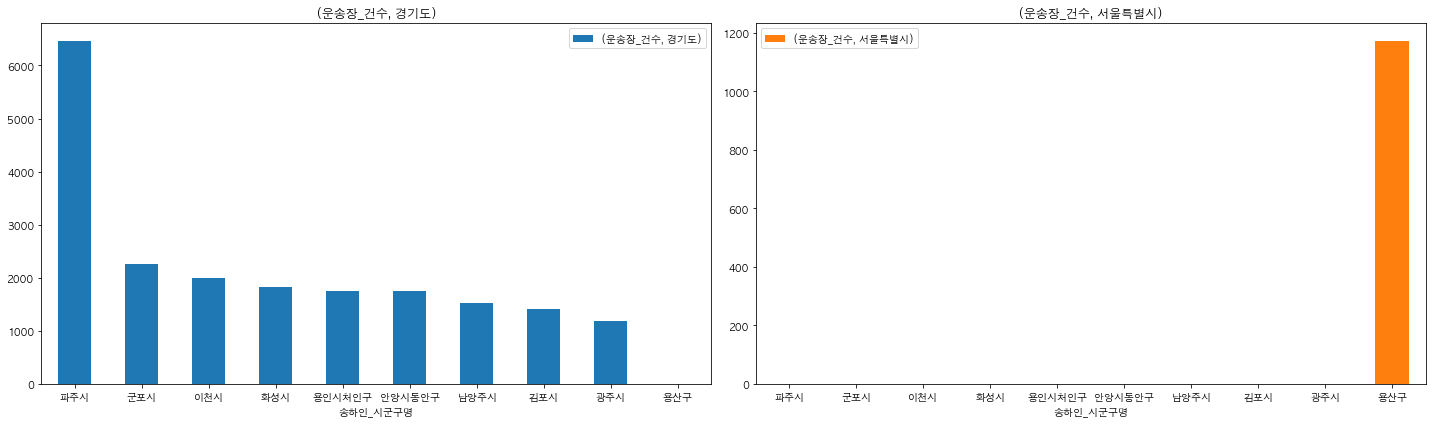 (운송장_건수, 경기도)
(운송장_건수, 경기도)
6000
5000
4000
3000
2000
1000
0
파주시 군포시 이천시 화성시 용인시처인구 안양시동안구 남양주시 김포시 광주시 용산구
송하인_시군구명
(운송장_건수, 서울특별시)
(운송장_건수, 서울특별시)
1200
1000
800
600
400
200
0
파주시 군포시 이천시 화성시 용인시처인구 안양시동안구 남양주시 김포시 광주시 용산구
송하인_시군구명